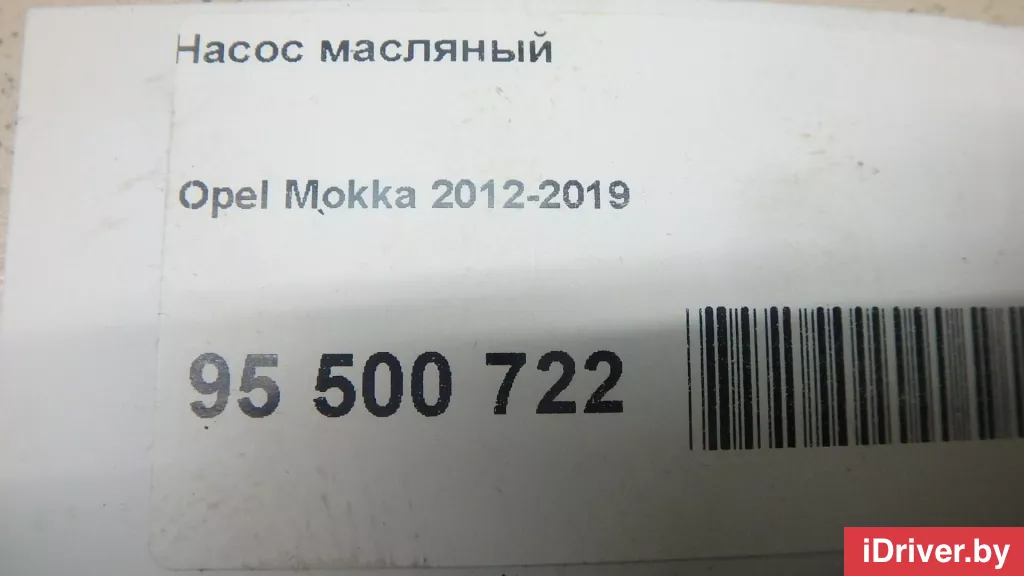 Насос масляный
Opel Mokka 2012-2019
95 500 722
iDriver.by